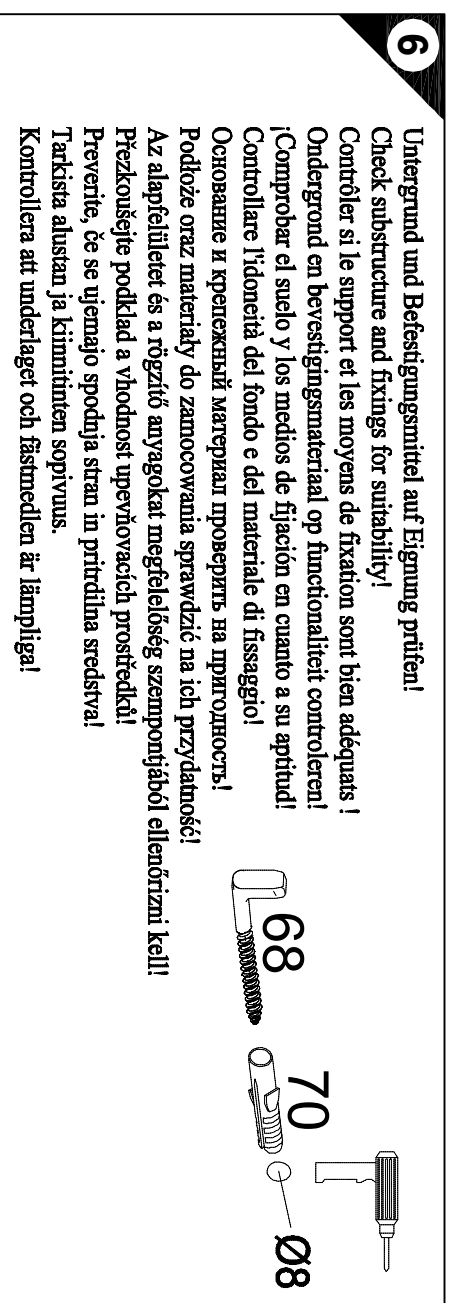 6
Untergrund und Befestigungsmittel auf Eignung prüfen!
Check substructure and fixings for suitability!
Contrôler si le support et les moyens de fixation sont bien adéquats !
Ondergrond en bevestigingsmateriaal op functionaliteit controleren!
¡Comprobar el suelo y los medios de fijación en cuanto a su aptitud!
Controllare l'idoneità del fondo e del materiale di fissaggio!
Основание и крепежный материал проверить на пригодность!
Podłoże oraz materiały do zamocowania sprawdzić na ich przydatność!
Az alapfelületet és a rögzítő anyagokat megfelelőség szempontjából ellenőrizni kell!
Přezkoušejte podklad a vhodnost upevňovacích prostředků!
Preverite, če se ujemajo spodnja stran in pritrdilna sredstva!
Tarkista alustan ja kiinnitinten sopivuus.
Kontrollera att underlaget och fästmedlen är lämpliga!
68
70
Ø8